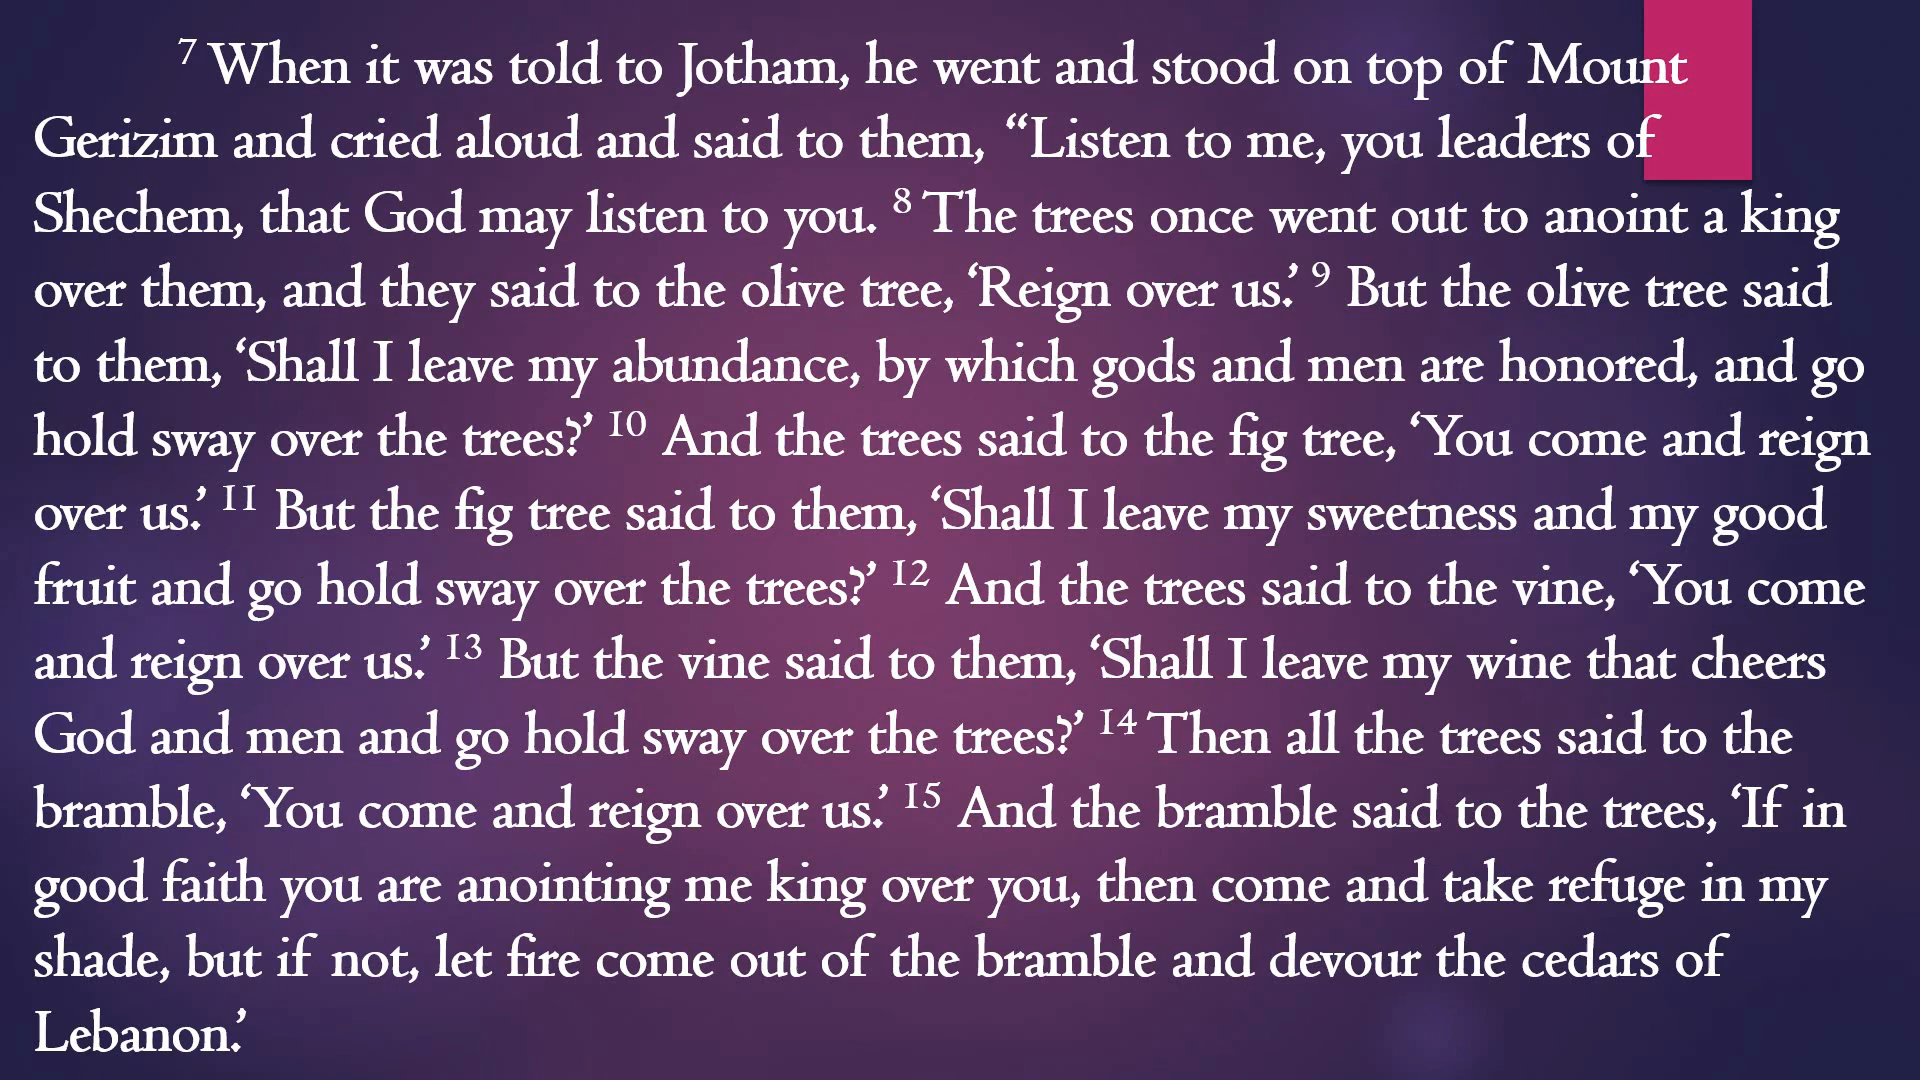 7 When it was told to Jotham, he went and stood on top of Mount
Gerizim and cried aloud and said to them, “Listen to me, you leaders of
Shechem, that God may listen to you. 8 The trees once went out to anoint a king
over them, and they said to the olive tree, ‘Reign over us.’ 9 But the olive tree said
to them, ‘Shall I leave my abundance, by which gods and men are honored, and go
hold sway over the trees?’ 10 And the trees said to the fig tree, ‘You come and reign
over us.’ 11 But the fig tree said to them, ‘Shall I leave my sweetness and my good
fruit and go hold sway over the trees?’ 12 And the trees said to the vine, ‘You come
and reign over us.’ 13 But the vine said to them, ‘Shall I leave my wine that cheers
God and men and go hold sway over the trees?’ 14 Then all the trees said to the
bramble, ‘You come and reign over us.’ 15 And the bramble said to the trees, ‘If in
good faith you are anointing me king over you, then come and take refuge in my
shade, but if not, let fire come out of the bramble and devour the cedars of
Lebanon.’